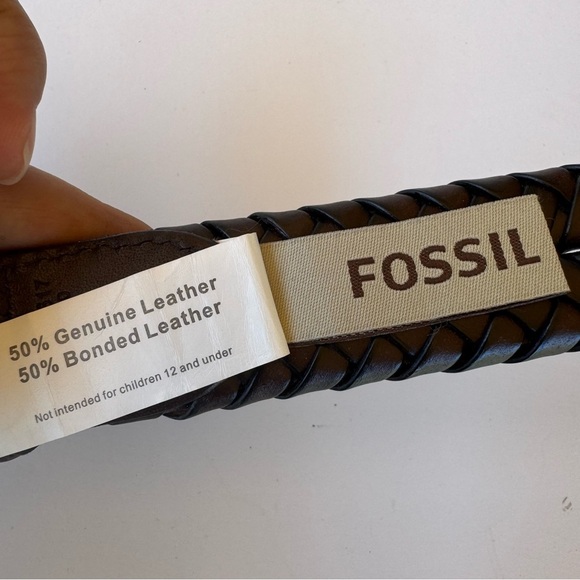 FOSSIL
50% Genuine Leather
50% Bonded Leather
Not intended for children 12 and under